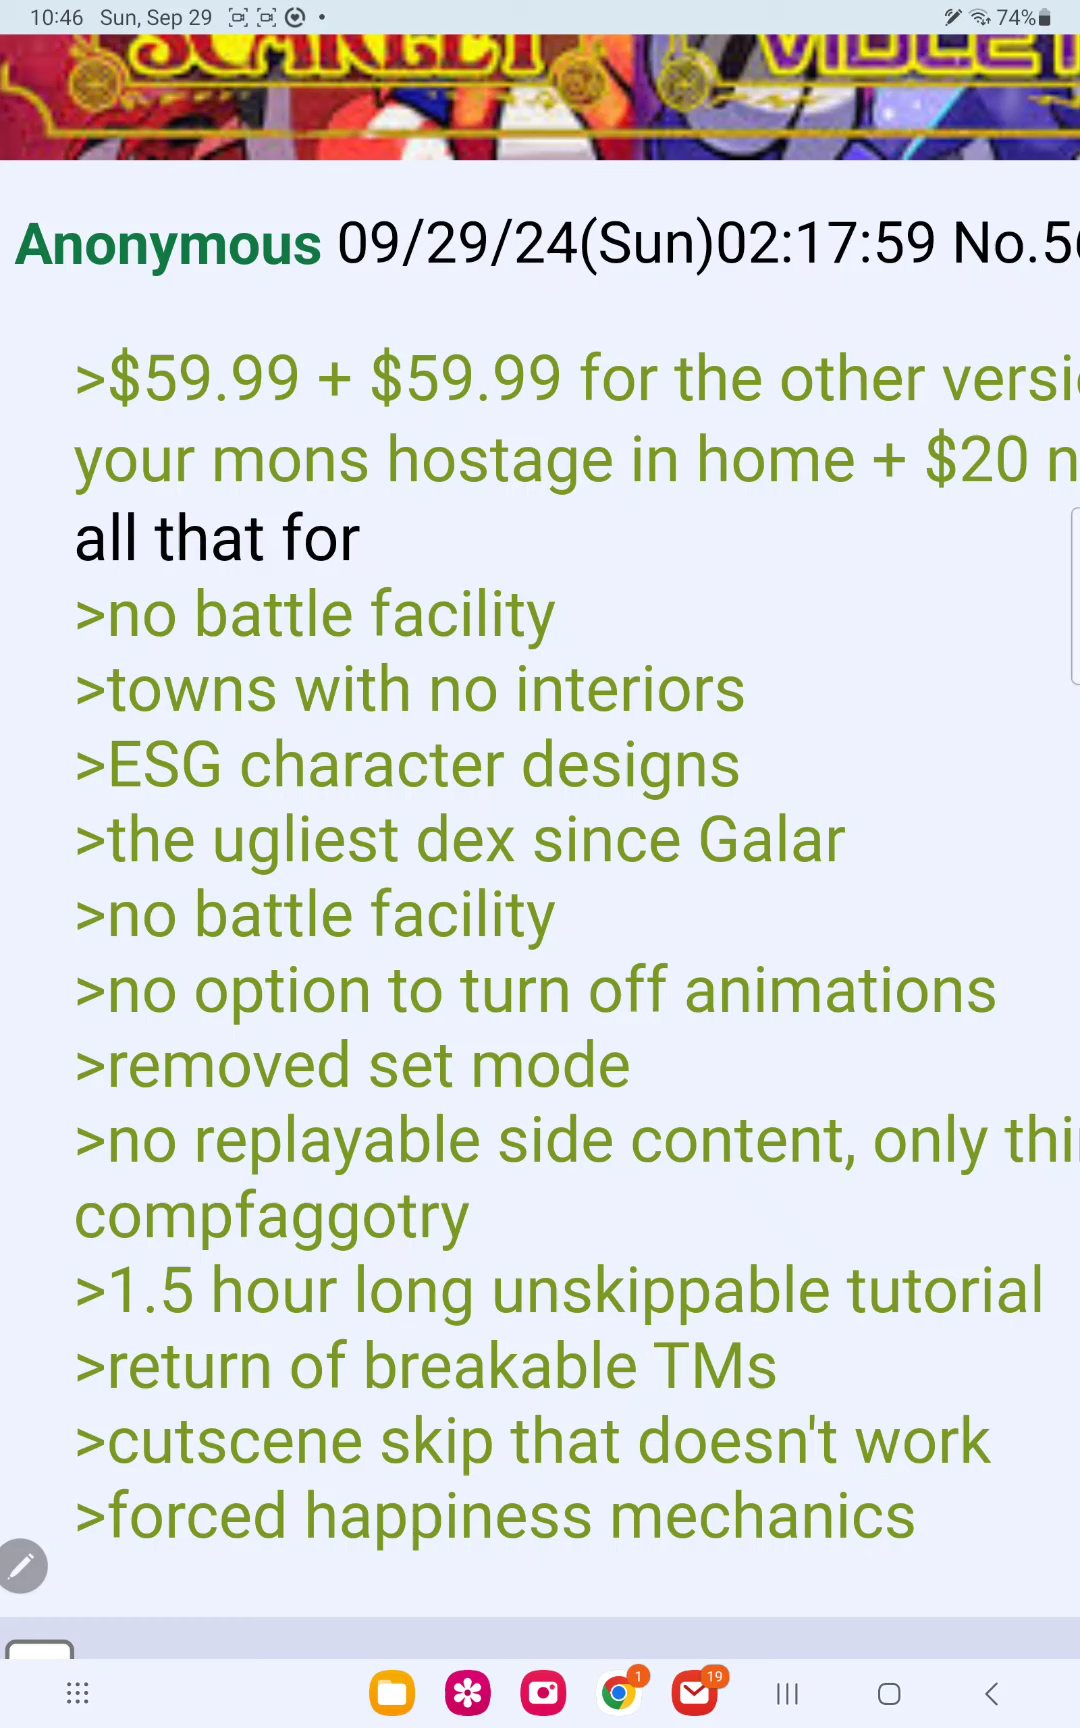 10:46 Sun, Sep 29 74%
SCARLET VIOLET
Anonymous 09/29/24(Sun)02:17:59 No.5
>$59.99 + $59.99 for the other versi
your mons hostage in home + $20 n
all that for
>no battle facility
>towns with no interiors
>ESG character designs
>the ugliest dex since Galar
>no battle facility
>no option to turn off animations
>removed set mode
>no replayable side content, only thi
compfaggotry
>1.5 hour long unskippable tutorial
>return of breakable TMs
>cutscene skip that doesn't work
>forced happiness mechanics
1 19